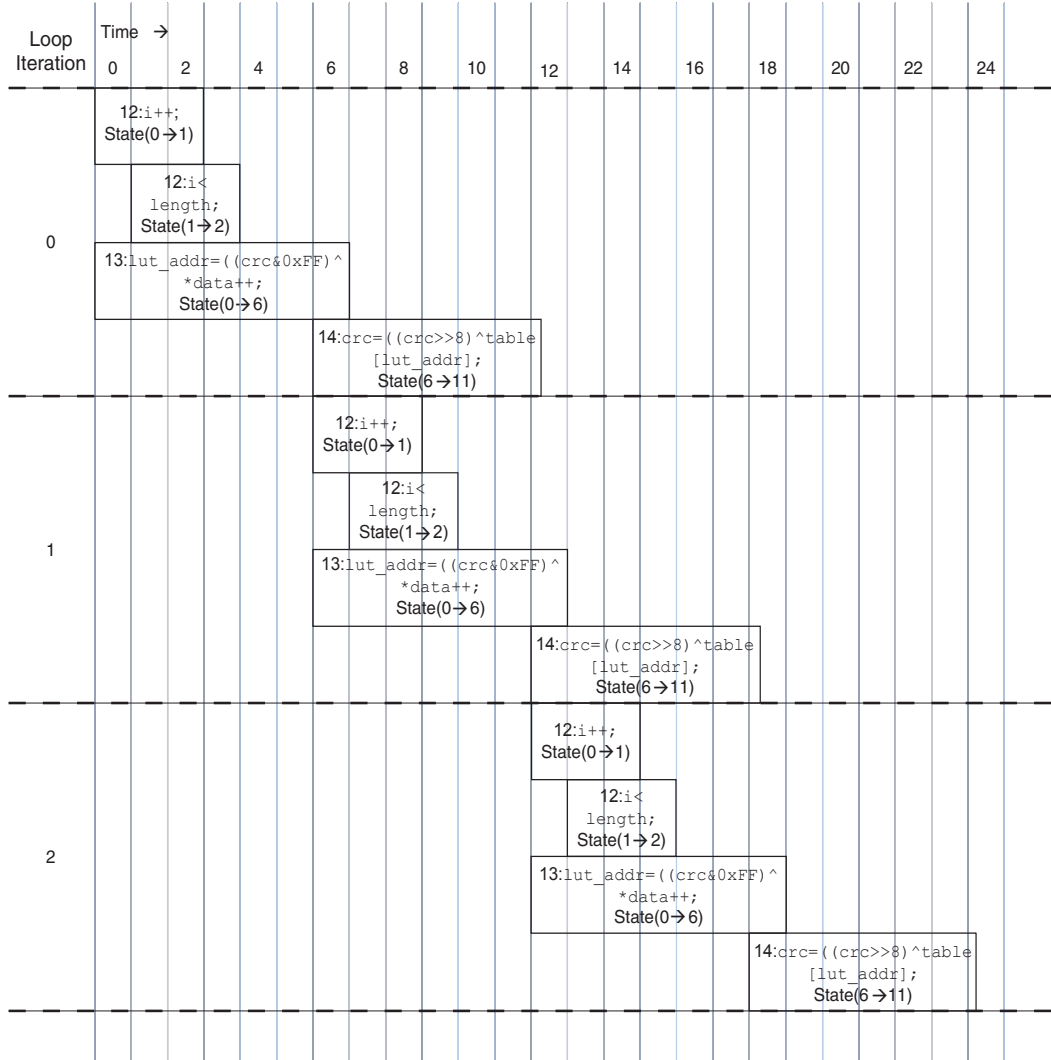 Loop
Iteration
Time →
0 2 4 6 8 10 12 14 16 18 20 22 24
12:i++;
State(0→1)
12:i<
length;
State(1→2)
0
13:lut_addr=((crc&0xFF)^
*data++;
State(0→6)
14:crc=((crc>>8)^table
[lut_addr];
State(6→11)
12:i++;
State(0→1)
12:i<
length;
State(1→2)
1
13:lut_addr=((crc&0xFF)^
*data++;
State(0→6)
14:crc=((crc>>8)^table
[lut_addr];
State(6→11)
12:i++;
State(0→1)
12:i<
length;
State(1→2)
2
13:lut_addr=((crc&0xFF)^
*data++;
State(0→6)
14:crc=((crc>>8)^table
[lut_addr];
State(6→11)